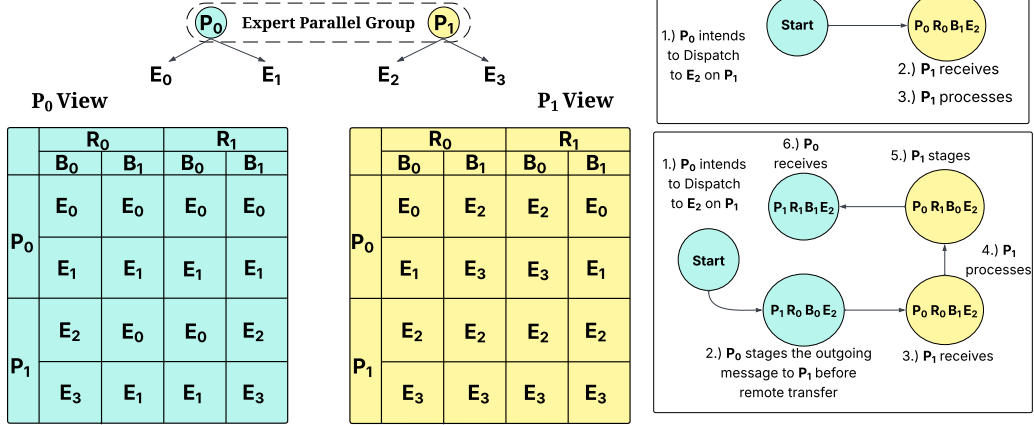 P0 Expert Parallel Group P1
E0 E1 E2 E3
P0 View
R0 R1
B0 B1 B0 B1
P0
E0 E0 E0 E0
E1 E1 E1 E1
P1
E2 E0 E0 E2
E3 E1 E1 E3
P1 View
R0 R1
B0 B1 B0 B1
P0
E0 E2 E2 E0
E1 E3 E3 E1
P1
E2 E2 E2 E2
E3 E3 E3 E3
1.) P0 intends
to Dispatch
to E2 on P1
Start
P0 R0 B1 E2
2.) P1 receives
3.) P1 processes
1.) P0 intends
to Dispatch
to E2 on P1
Start
P1 R0 B0 E2
2.) P0 stages the outgoing
message to P1 before
remote transfer
P0 R0 B1 E2
3.) P1 receives
4.) P1
processes
P0 R1 B0 E2
5.) P1 stages
P1 R1 B1 E2
6.) P0
receives